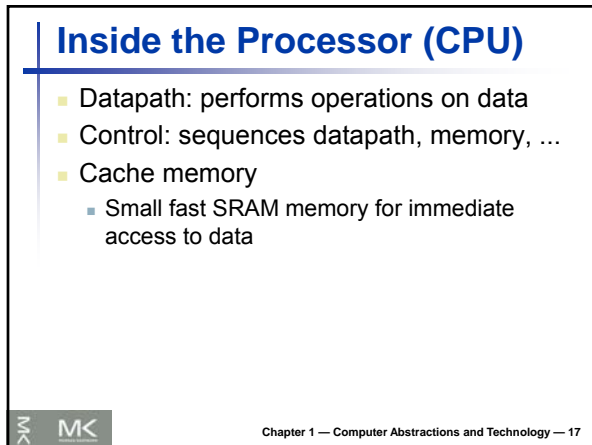 Inside the Processor (CPU)
Datapath: performs operations on data
Control: sequences datapath, memory, ...
Cache memory
Small fast SRAM memory for immediate
access to data
MK
MK
Chapter 1 — Computer Abstractions and Technology — 17